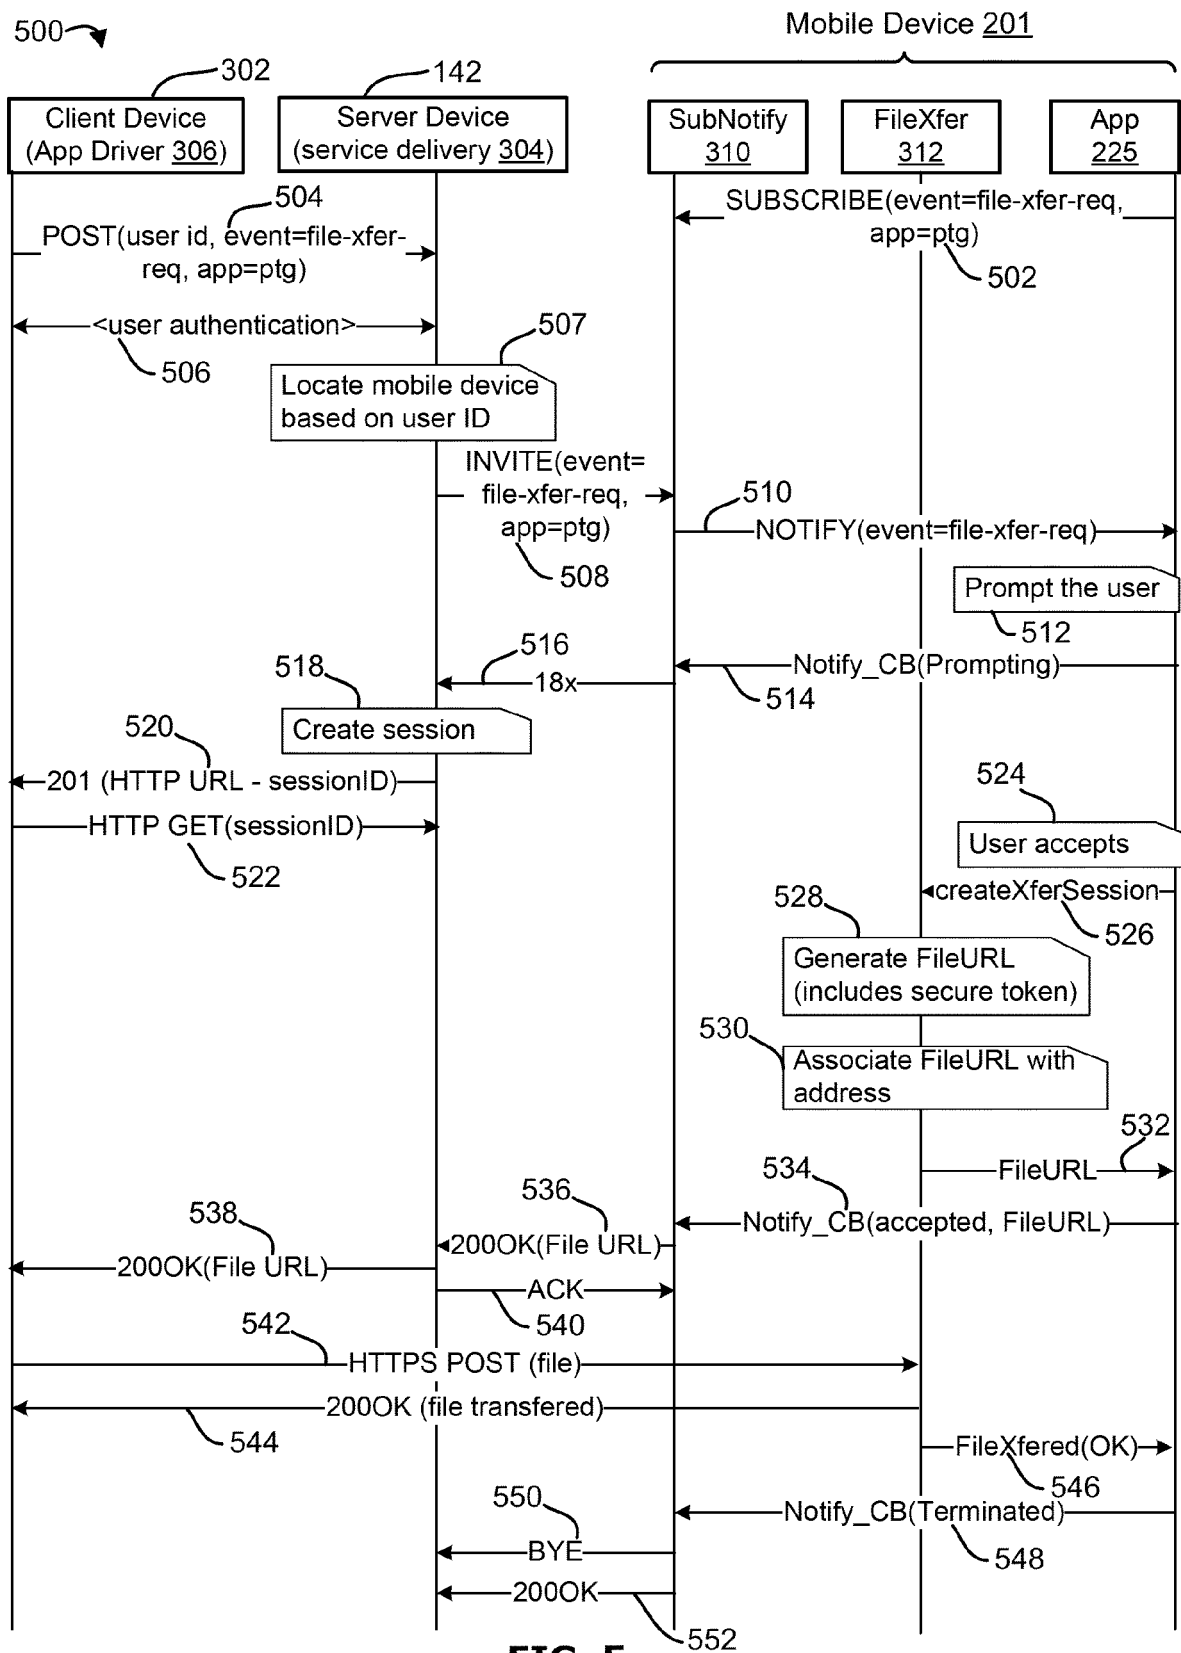 500
Mobile Device 201
302
142
Client Device
(App Driver 306)
Server Device
(service delivery 304)
SubNotify
310
FileXfer
312
App
225
504
POST(user id, event=file-xfer-
req, app=ptg)
SUBSCRIBE(event=file-xfer-req,
app=ptg)
502
<user authentication>
506
507
Locate mobile device
based on user ID
INVITE(event=
file-xfer-req,
app=ptg)
508
510
NOTIFY(event=file-xfer-req)
Prompt the user
512
Notify_CB(Prompting)
514
516
18x
518
Create session
520
201 (HTTP URL - sessionID)
HTTP GET(sessionID)
522
524
User accepts
createXferSession
526
528
Generate FileURL
(includes secure token)
530
Associate FileURL with
address
532
FileURL
534
Notify_CB(accepted, FileURL)
536
200OK(File URL)
538
200OK(File URL)
ACK
540
542
HTTPS POST (file)
200OK (file transfered)
544
FileXfered(OK)
546
Notify_CB(Terminated)
548
550
BYE
200OK
552